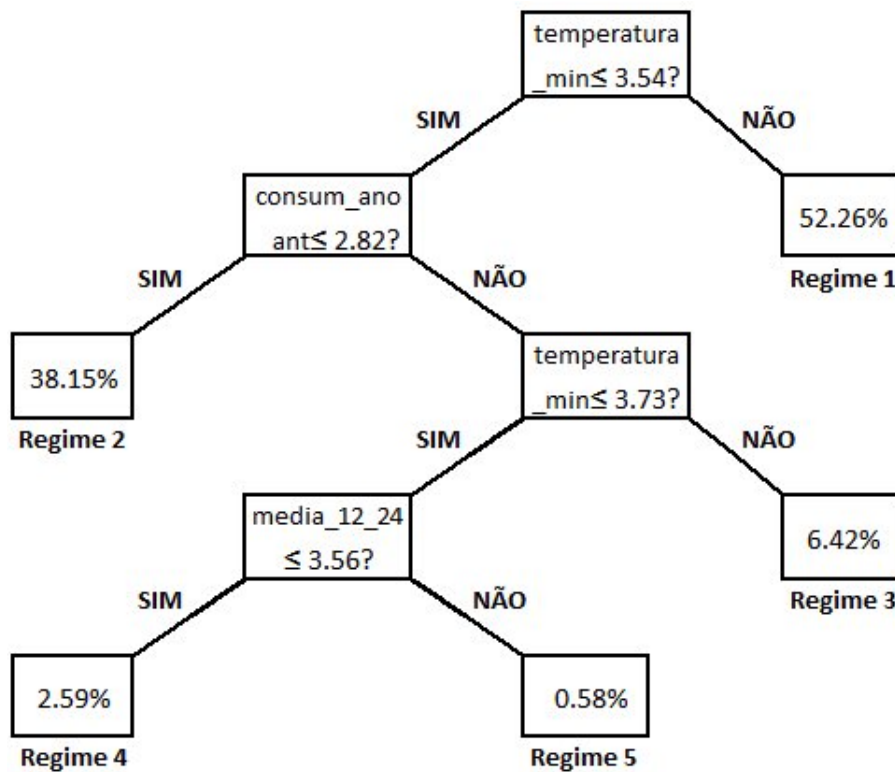 temperatura
_min≤ 3.54?
SIM
NÃO
consum_ano
ant≤ 2.82?
52.26%
Regime 1
SIM
NÃO
38.15%
Regime 2
temperatura
_min≤ 3.73?
SIM
NÃO
media_12_24
≤ 3.56?
6.42%
Regime 3
SIM
NÃO
2.59%
Regime 4
0.58%
Regime 5